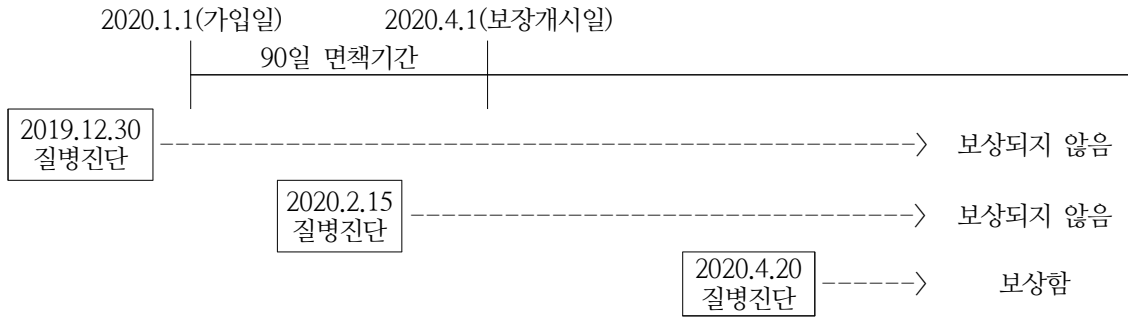 2020.1.1(가입일)
2020.4.1(보장개시일)
90일 면책기간
2019.12.30
질병진단
보상되지 않음
2020.2.15
질병진단
보상되지 않음
2020.4.20
질병진단
보상함